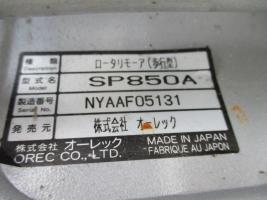 種類 ロータリモーア(歩行型)
Description
型式名 SP850A
Model
製造番号 NYAAF05131
Serial No.
発売元 株式会社 オーレック
株式会社 オーレック MADE IN JAPAN
OREC CO.,LTD. FABRIQUE AU JAPON